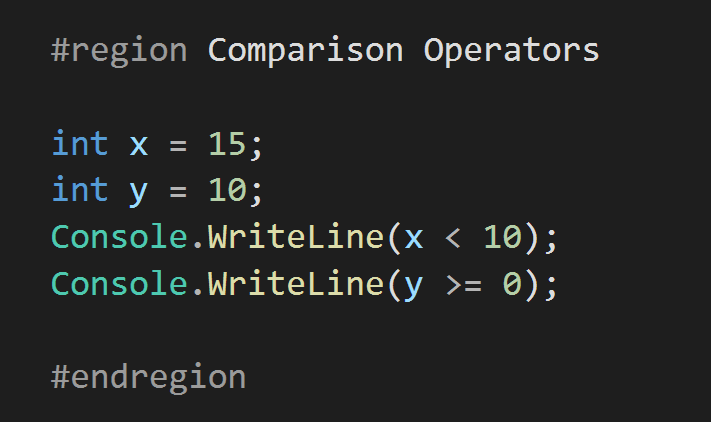 #region Comparison Operators
int x = 15;
int y = 10;
Console.WriteLine(x < 10);
Console.WriteLine(y >= 0);
#endregion